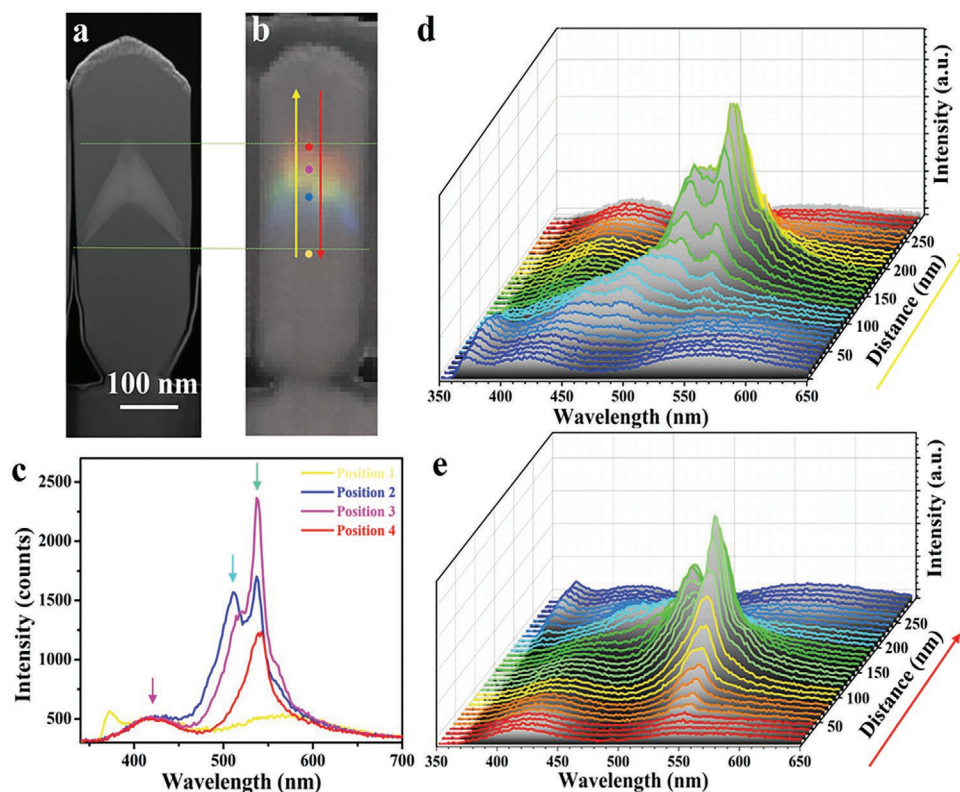 a
b
100 nm
c
Intensity (counts)
2500
2000
1500
1000
500
Position 1
Position 2
Position 3
Position 4
400
500
600
700
Wavelength (nm)
d
Intensity (a.u.)
250
200
150
100
50
Distance (nm)
350
400
450
500
550
600
650
Wavelength (nm)
e
Intensity (a.u.)
250
200
150
100
50
Distance (nm)
350
400
450
500
550
600
650
Wavelength (nm)